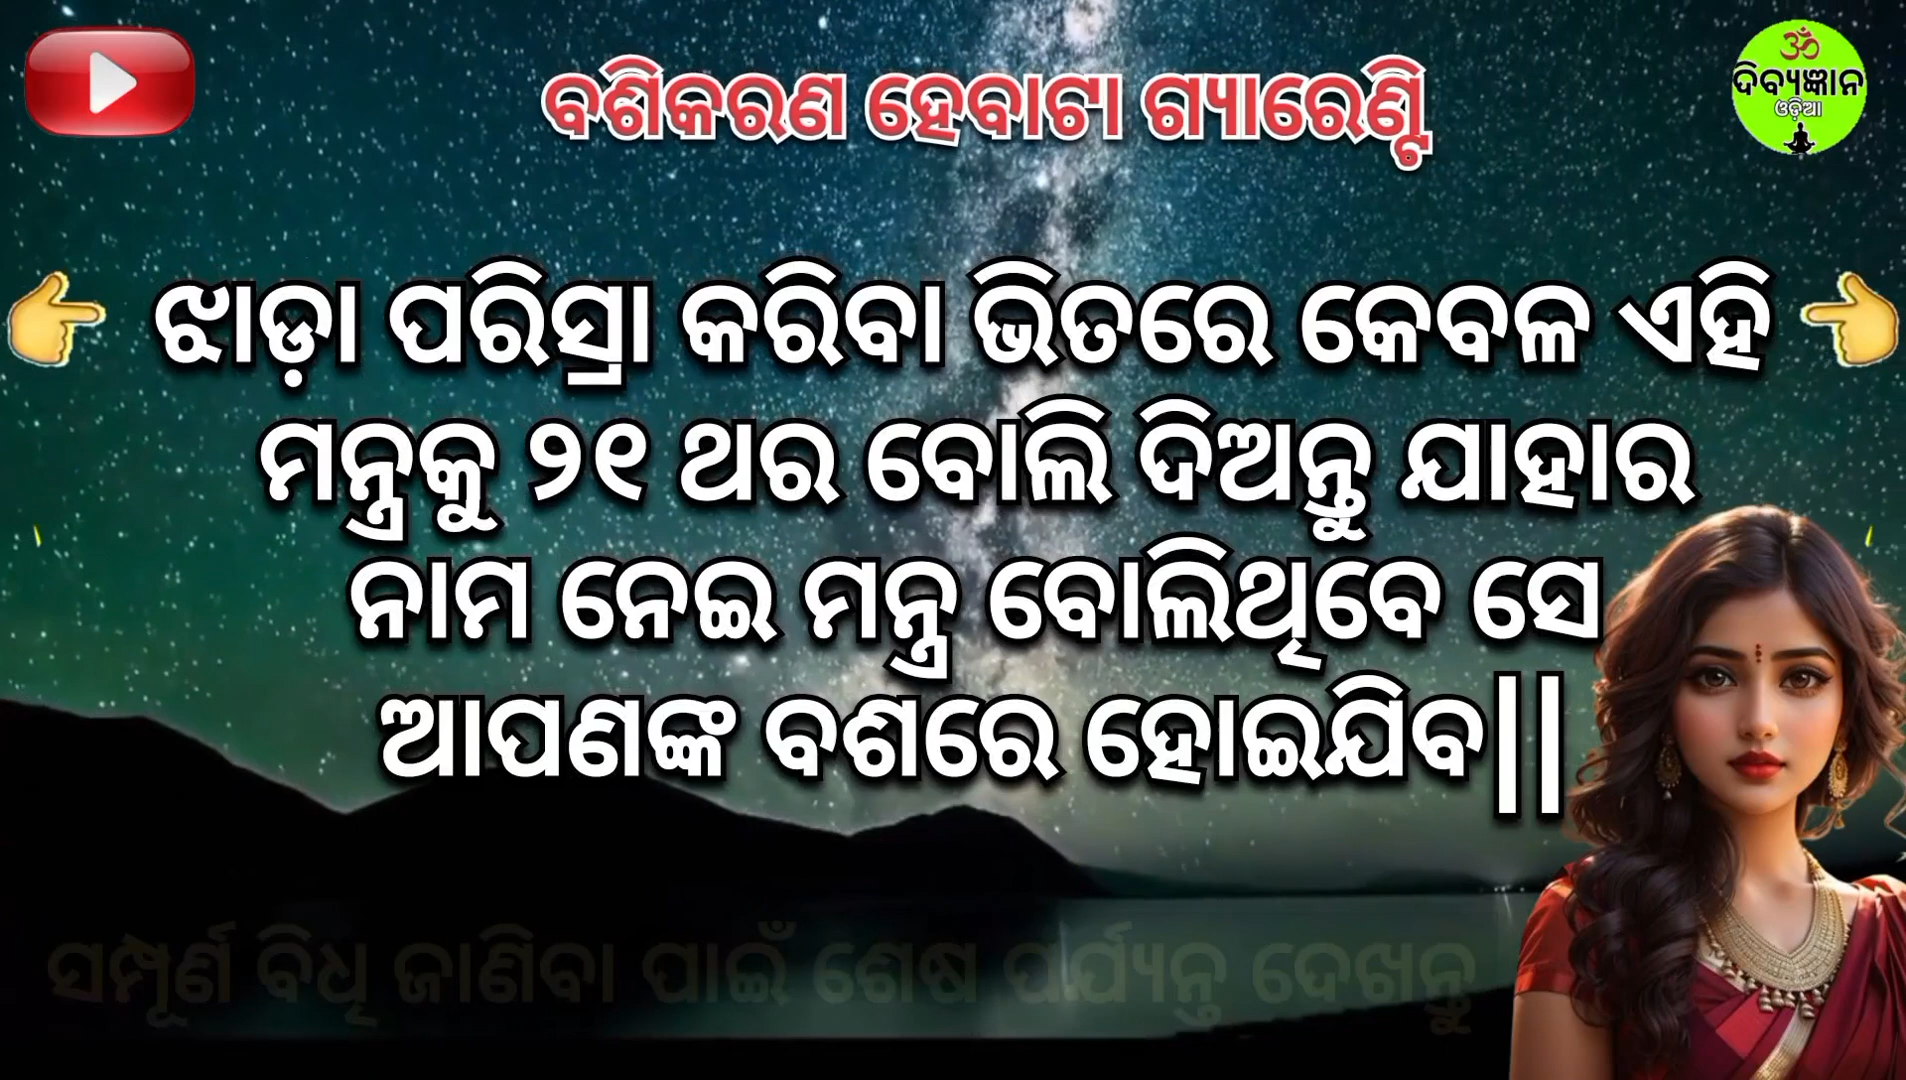 ବଶିକରଣ ହେବାଟା ଗ୍ୟାରେଣ୍ଟି
ॐ
ଦିବ୍ୟଜ୍ଞାନ
ଓଡ଼ିଆ
ଝାଡ଼ା ପରିସ୍ରା କରିବା ଭିତରେ କେବଳ ଏହି
ମନ୍ତ୍ରକୁ ୨୧ ଥର ବୋଲି ଦିଅନ୍ତୁ ଯାହାର
ନାମ ନେଇ ମନ୍ତ୍ର ବୋଲିଥିବେ ସେ
ଆପଣଙ୍କ ବଶରେ ହୋଇଯିବ||
ସମ୍ପୂର୍ଣ ବିଧି ଜାଣିବା ପାଇଁ ଶେଷ ପର୍ଯ୍ୟନ୍ତ ଦେଖନ୍ତୁ